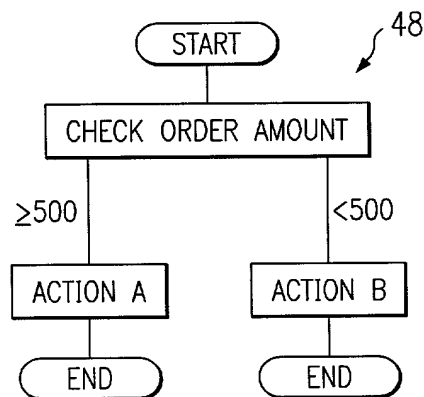 START
48
CHECK ORDER AMOUNT
≥500
<500
ACTION A
ACTION B
END
END